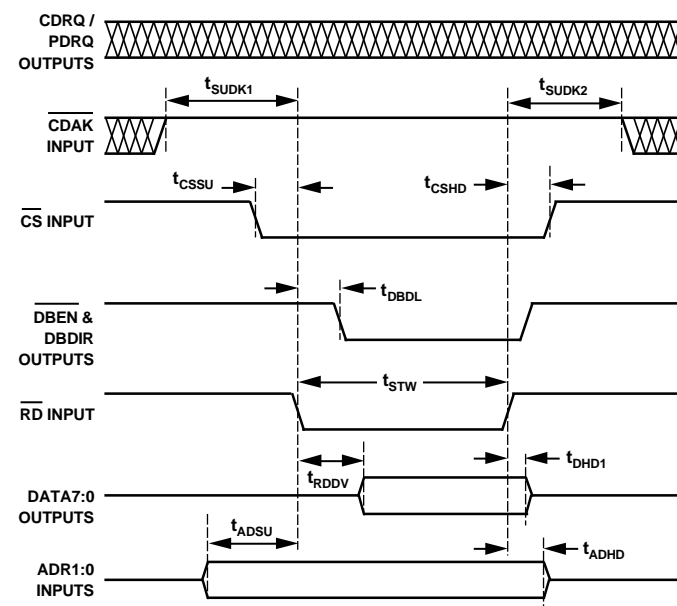 CDRQ /
PDRQ
OUTPUTS
tSUDK1
tSUDK2
CDAK
INPUT
tCSSU
tCSHD
CS INPUT
tDBDL
DBEN &
DBDIR
OUTPUTS
tSTW
RD INPUT
tRDDV
tDHD1
DATA7:0
OUTPUTS
tADSU
tADHD
ADR1:0
INPUTS